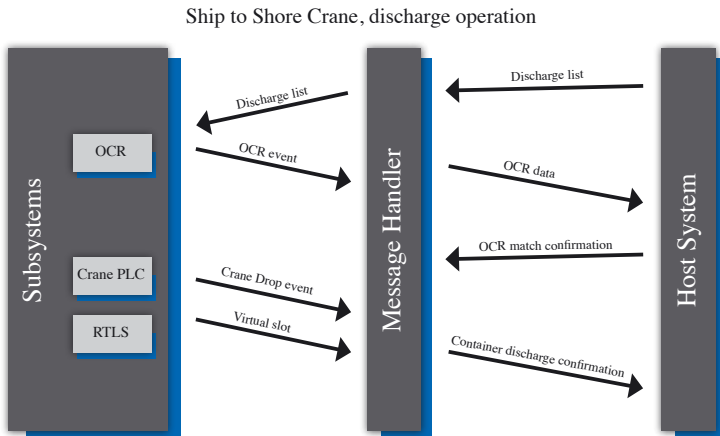 Ship to Shore Crane, discharge operation
Subsystems
OCR
Crane PLC
RTLS
Discharge list
OCR event
Crane Drop event
Virtual slot
Message Handler
Discharge list
OCR data
OCR match confirmation
Container discharge confirmation
Host System